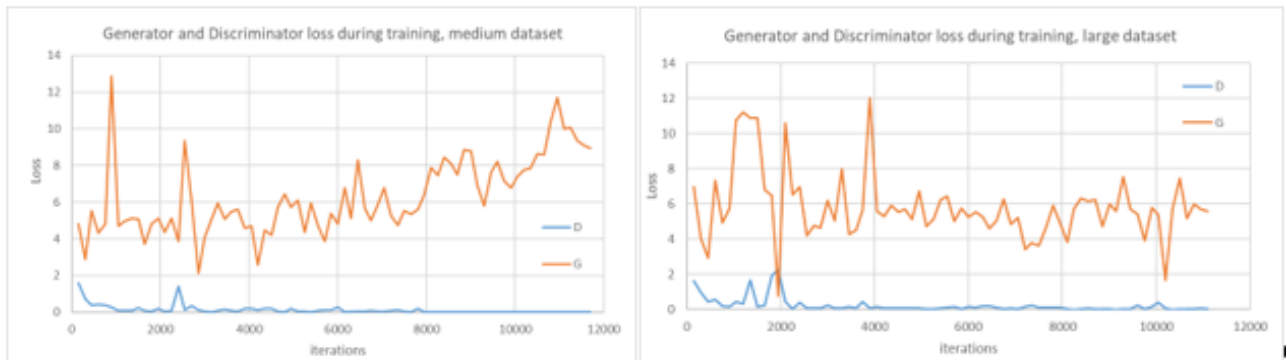 Generator and Discriminator loss during training, medium dataset
14
12
10
8
6
4
2
0
Loss
D
G
0 2000 4000 6000 8000 10000 12000
iterations
Generator and Discriminator loss during training, large dataset
14
12
10
8
6
4
2
0
Loss
D
G
0 2000 4000 6000 8000 10000 12000
iterations